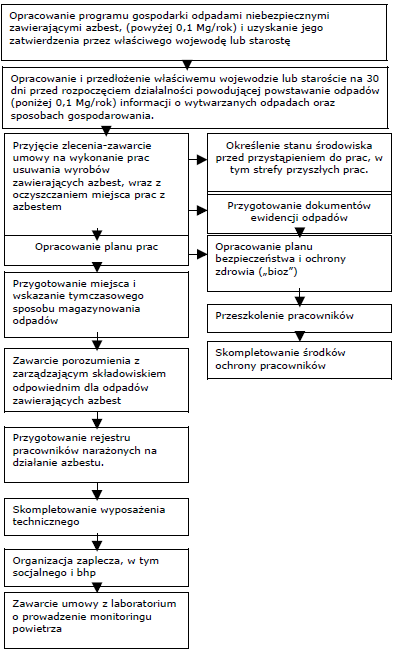 Opracowanie programu gospodarki odpadami niebezpiecznymi
zawierającymi azbest, (powyżej 0,1 Mg/rok) i uzyskanie jego
zatwierdzenia przez właściwego wojewodę lub starostę
Opracowanie i przedłożenie właściwemu wojewodzie lub staroście na 30
dni przed rozpoczęciem działalności powodującej powstawanie odpadów
(poniżej 0,1 Mg/rok) informacji o wytwarzanych odpadach oraz
sposobach gospodarowania.
Przyjęcie zlecenia-zawarcie
umowy na wykonanie prac
usuwania wyrobów
zawierających azbest, wraz z
oczyszczaniem miejsca prac z
azbestem
Określenie stanu środowiska
przed przystąpieniem do prac, w
tym strefy przyszłych prac.
Przygotowanie dokumentów
ewidencji odpadów
Opracowanie planu prac
Opracowanie planu
bezpieczeństwa i ochrony
zdrowia („bioz”)
Przygotowanie miejsca i
wskazanie tymczasowego
sposobu magazynowania
odpadów
Przeszkolenie pracowników
Zawarcie porozumienia z
zarządzającym składowiskiem
odpowiednim dla odpadów
zawierających azbest
Skompletowanie środków
ochrony pracowników
Przygotowanie rejestru
pracowników narażonych na
działanie azbestu.
Skompletowanie wyposażenia
technicznego
Organizacja zaplecza, w tym
socjalnego i bhp
Zawarcie umowy z laboratorium
o prowadzenie monitoringu
powietrza